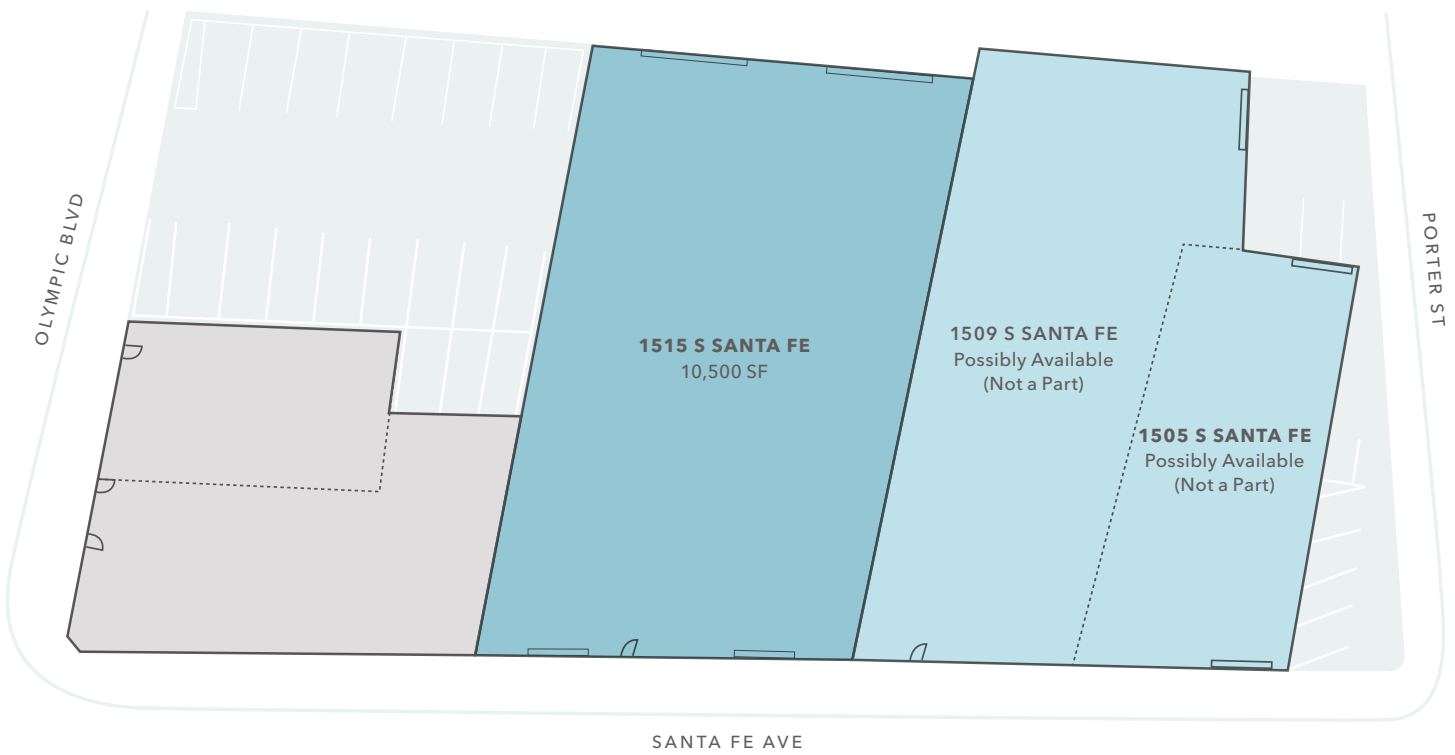 OLYMPIC BLVD
PORTER ST
1515 S SANTA FE
10,500 SF
1509 S SANTA FE
Possibly Available
(Not a Part)
1505 S SANTA FE
Possibly Available
(Not a Part)
SANTA FE AVE